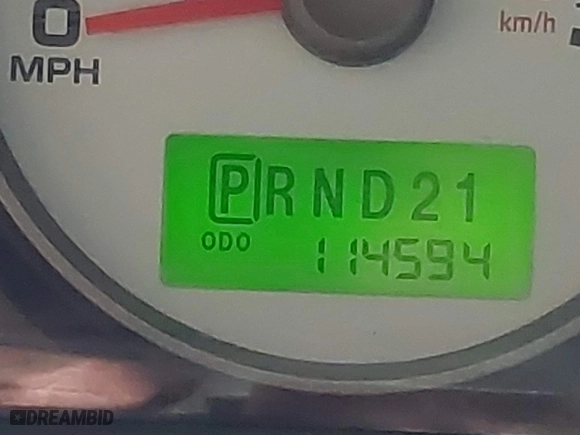 0
km/h
MPH
PRND21
ODO 114594
DREAMBID